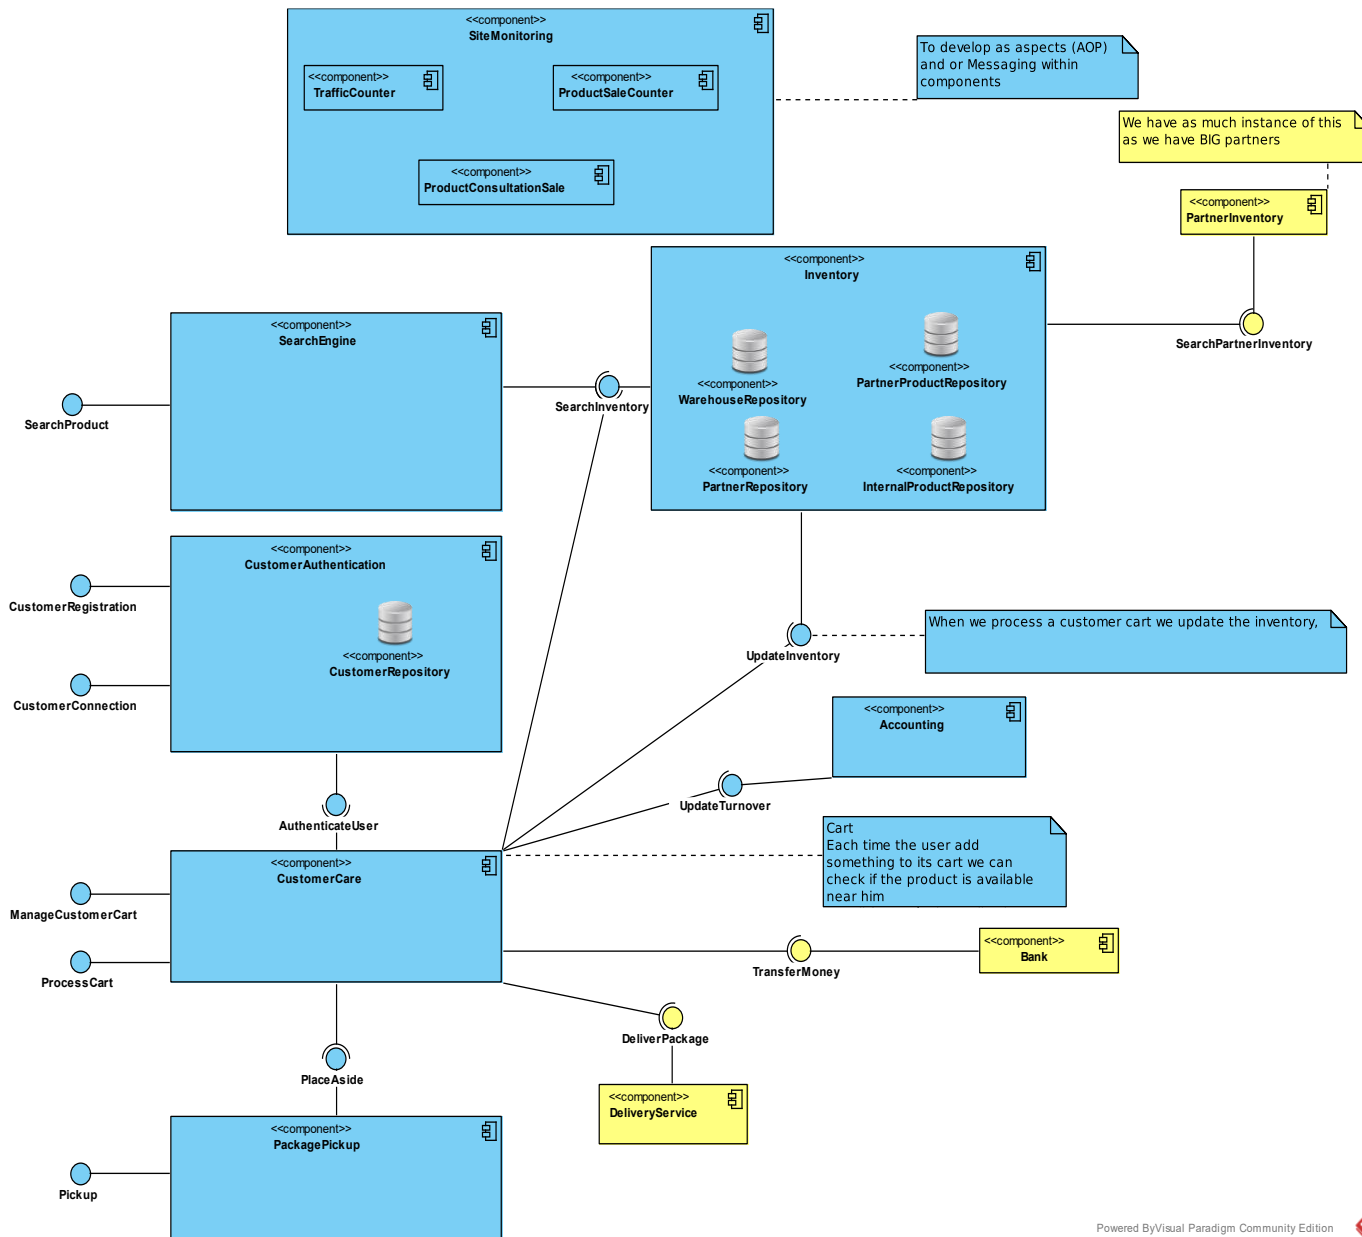 <<component>>
SiteMonitoring
<<component>>
TrafficCounter
<<component>>
ProductSaleCounter
<<component>>
ProductConsultationSale
To develop as aspects (AOP)
and or Messaging within
components
We have as much instance of this
as we have BIG partners
<<component>>
PartnerInventory
SearchPartnerInventory
<<component>>
Inventory
<<component>>
WarehouseRepository
<<component>>
PartnerProductRepository
<<component>>
PartnerRepository
<<component>>
InternalProductRepository
<<component>>
SearchEngine
SearchProduct
SearchInventory
<<component>>
CustomerAuthentication
<<component>>
CustomerRepository
CustomerRegistration
CustomerConnection
UpdateInventory
When we process a customer cart we update the inventory,
<<component>>
Accounting
UpdateTurnover
AuthenticateUser
Cart
Each time the user add
something to its cart we can
check if the product is available
near him
<<component>>
CustomerCare
ManageCustomerCart
ProcessCart
TransferMoney
<<component>>
Bank
DeliverPackage
<<component>>
DeliveryService
PlaceAside
<<component>>
PackagePickup
Pickup
Powered ByVisual Paradigm Community Edition